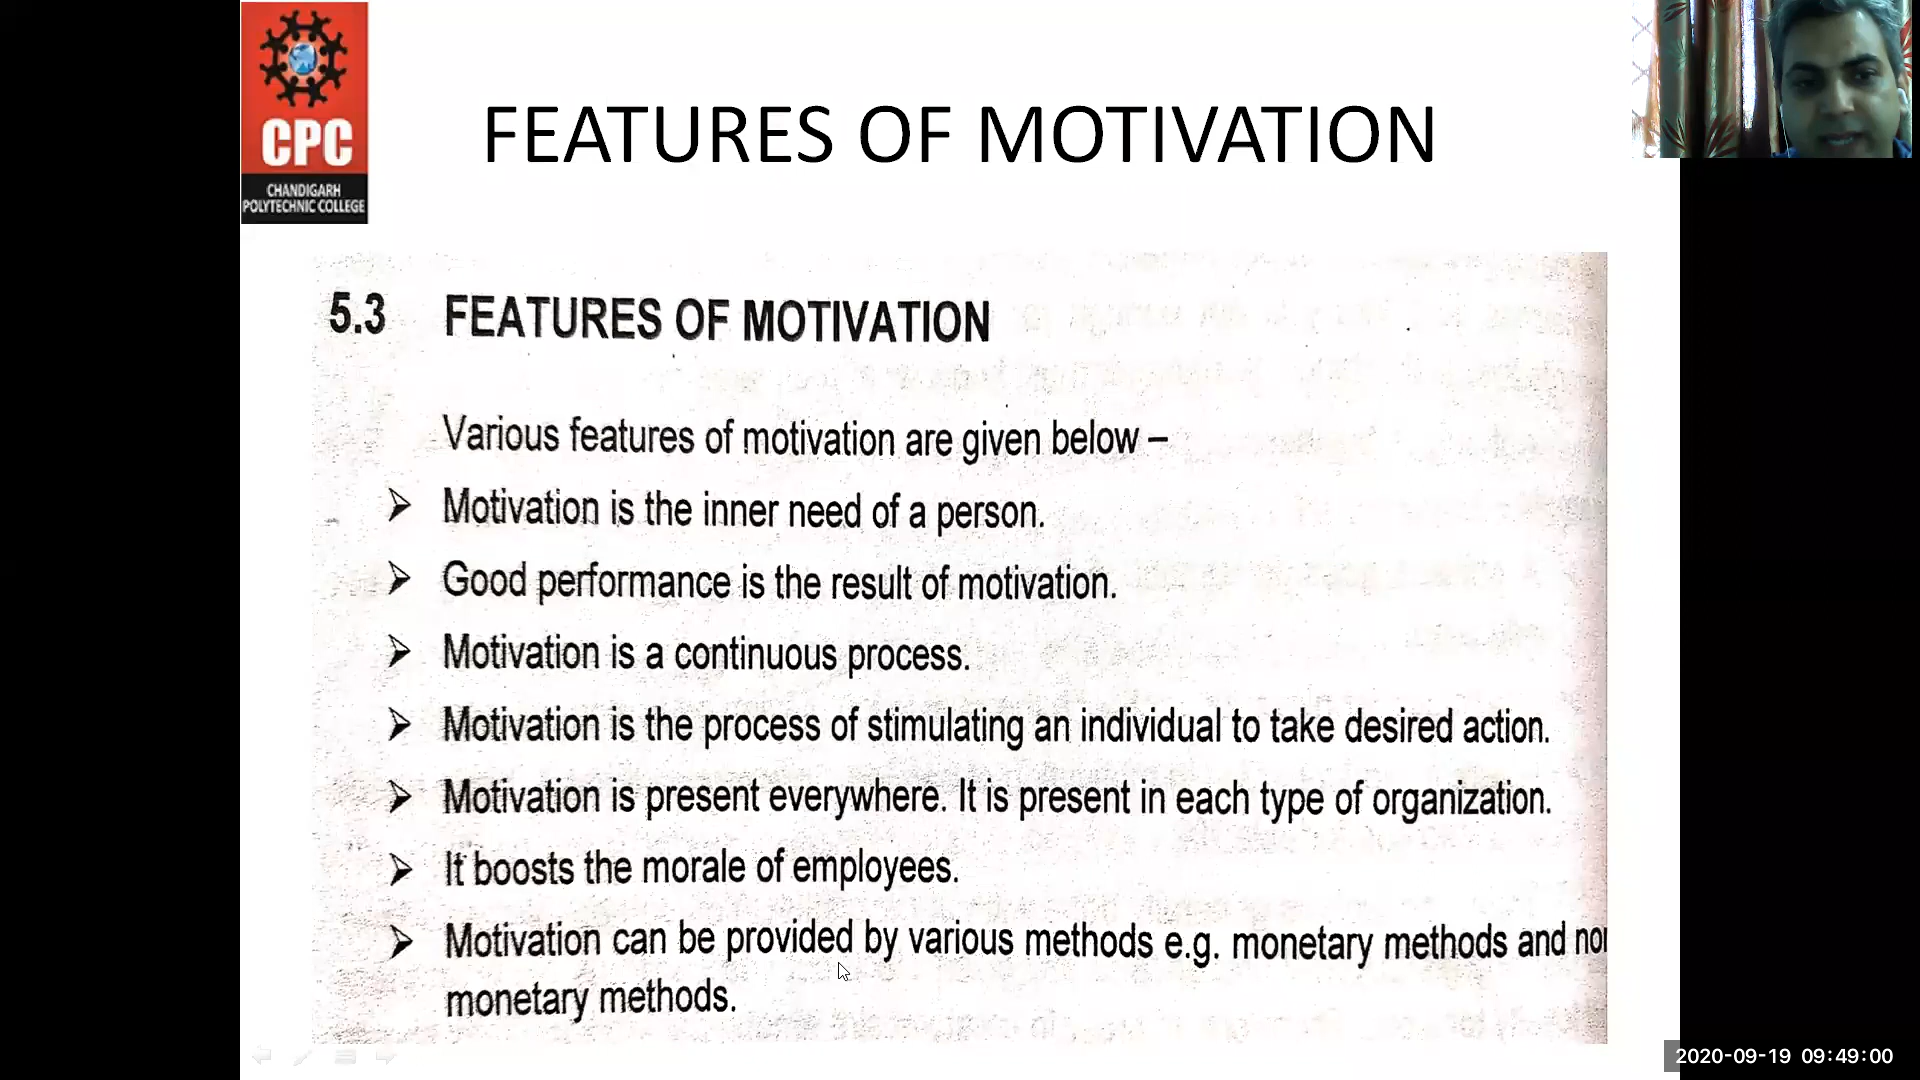 CPC
CHANDIGARH
POLYTECHNIC COLLEGE
FEATURES OF MOTIVATION
5.3 FEATURES OF MOTIVATION
Various features of motivation are given below –
➢ Motivation is the inner need of a person.
➢ Good performance is the result of motivation.
➢ Motivation is a continuous process.
➢ Motivation is the process of stimulating an individual to take desired action.
➢ Motivation is present everywhere. It is present in each type of organization.
➢ It boosts the morale of employees.
➢ Motivation can be provided by various methods e.g. monetary methods and
monetary methods.
2020-09-19 09:49:00